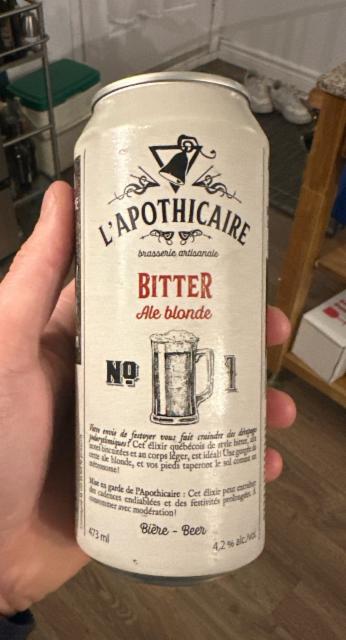 L'APOTHICAIRE
brasserie artisanale
BITTER
Ale blonde
No 1
Votre envie de festoyer vous fait craindre des dérapages
polyrythmiques? Cet élixir québécois de style bitter, aux
notes biscuitées et au corps léger, est idéal! Une gorgée de
cette ale blonde, et vos pieds taperont le sol comme un
métronome!
Mise en garde de l'Apothicaire : Cet élixir peut entraîner
des cadences endiablées et des festivités prolongées. À
consommer avec modération!
Bière - Beer
473 ml
4,2 % alc./vol.